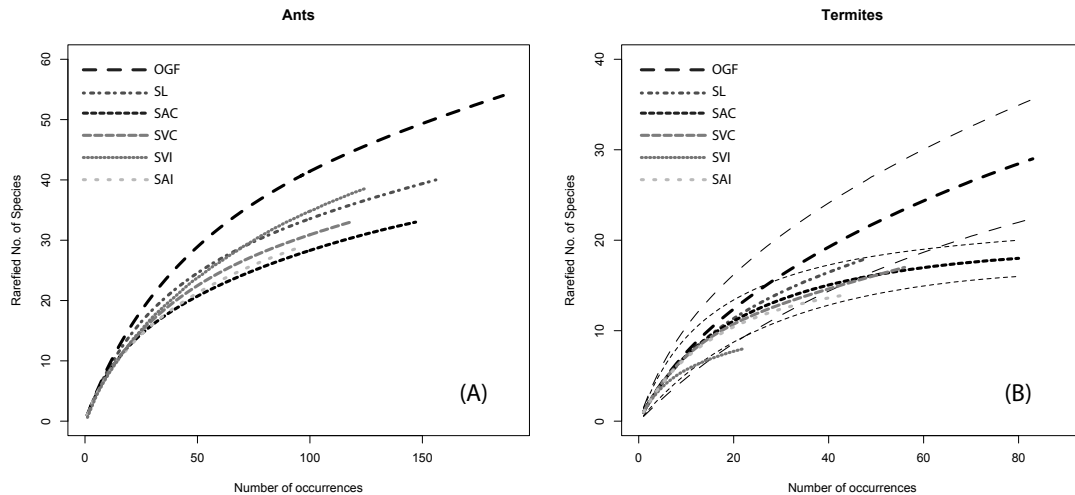 Ants
Rarefied No. of Species
60
50
40
30
20
10
0
OGF
SL
SAC
SVC
SVI
SAI
(A)
0 50 100 150
Number of occurrences
Termites
Rarefied No. of Species
40
30
20
10
0
OGF
SL
SAC
SVC
SVI
SAI
(B)
0 20 40 60 80
Number of occurrences